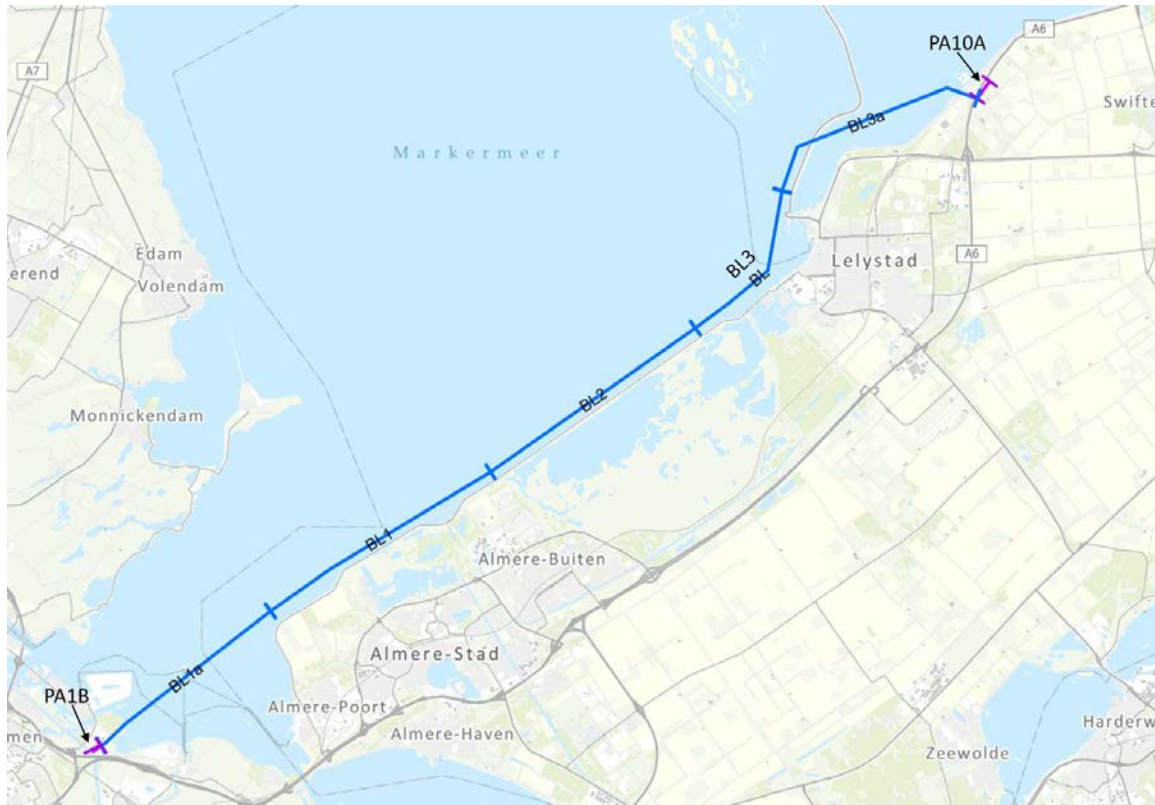 A6
PA10A
A7
Swifte
BL3a
Markermeer
Edam
erend
Volendam
BL3
BL
Lelystad
A6
BL2
Monnickendam
BL1
Almere-Buiten
Almere-Stad
BL1a
PA1B
Almere-Poort
men
Almere-Haven
Harderw
Zeewolde